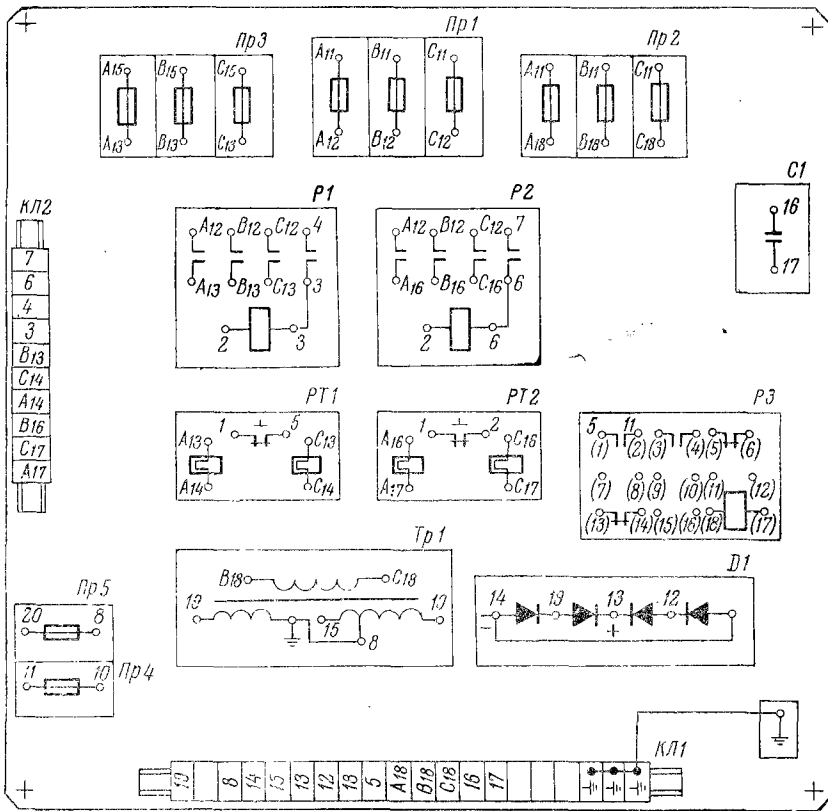 Пр3 Пр1 Пр2
A15 B15 C15 A11 B11 C11 A11 B11 C11
A13 B13 C13 A12 B12 C12 A18 B18 C18
C1
16
17
КЛ2
7
6
4
3
B13
C14
A14
B16
C17
A17
P1 P2
A12 B12 C12 4 A12 B12 C12 7
A13 B13 C13 3 A16 B16 C16 6
2 3 2 6
PT1 PT2 P3
1 5 1 2
A13 C13 A16 C16
A14 C14 A17 C17
5 11
(1) (2) (3) (4) (5) (6)
(7) (8) (9) (10) (11) (12)
(13) (14) (15) (16) (18) (17)
Тр1 D1
B18 C18
19 15 8 10
14 19 13 12
− +
Пр5
20 8
11 10 Пр4
КЛ1
8 14 15 13 12 18 5 A18 B18 C18 16 17